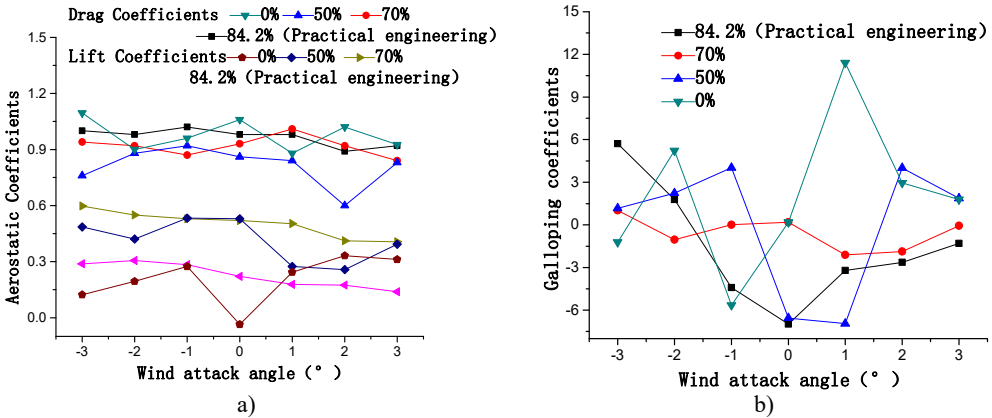 Drag Coefficients 0% 50% 70%
84.2% (Practical engineering)
Lift Coefficients 0% 50% 70%
84.2% (Practical engineering)
1.5
1.2
0.9
0.6
0.3
0.0
Aerostatic Coefficients
-3 -2 -1 0 1 2 3
Wind attack angle (°)
a)
84.2% (Practical engineering)
70%
50%
0%
15
12
9
6
3
0
-3
-6
Galloping coefficients
-3 -2 -1 0 1 2 3
Wind attack angle (°)
b)